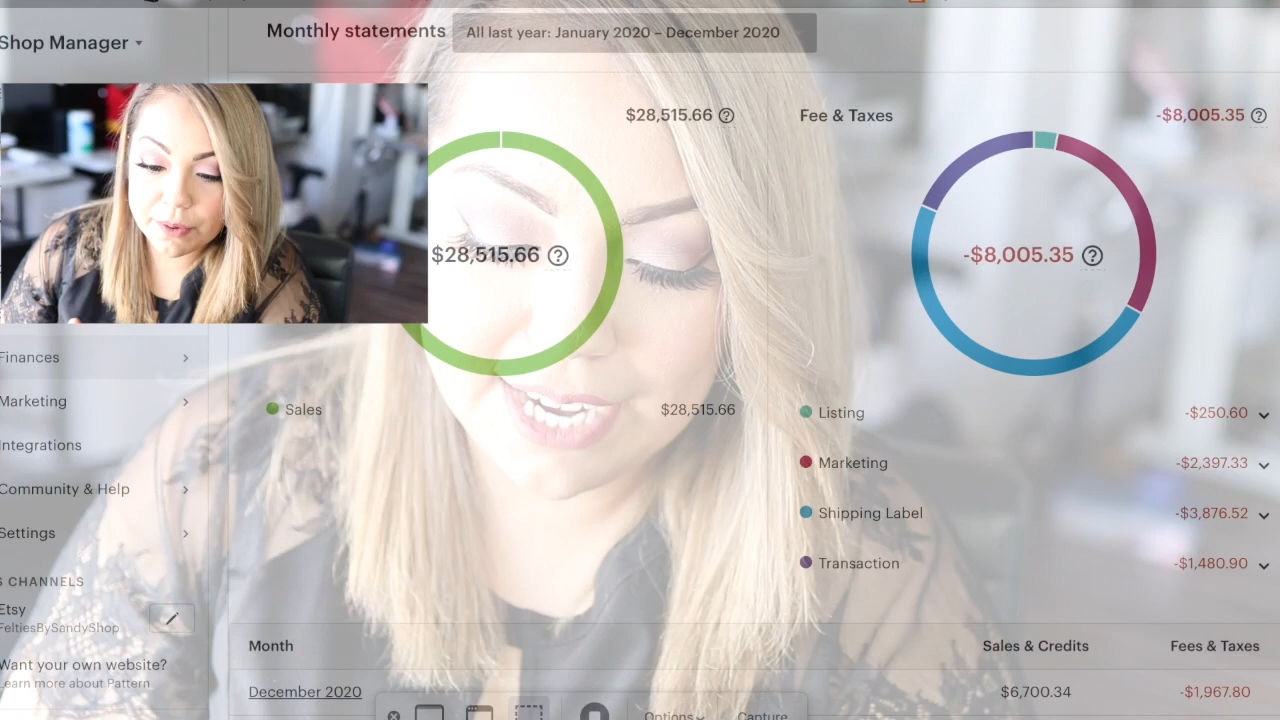 Monthly statements
All last year: January 2020 – December 2020
Shop Manager
$28,515.66
Fee & Taxes
-$8,005.35
$28,515.66
-$8,005.35
Finances
Marketing
Integrations
Community & Help
Settings
S CHANNELS
Etsy
FeltiesBySandyShop
Want your own website?
Learn more about Pattern
Sales $28,515.66
Listing -$250.60
Marketing -$2,397.33
Shipping Label -$3,876.52
Transaction -$1,480.90
Month Sales & Credits Fees & Taxes
December 2020 $6,700.34 -$1,967.80
Options Capture